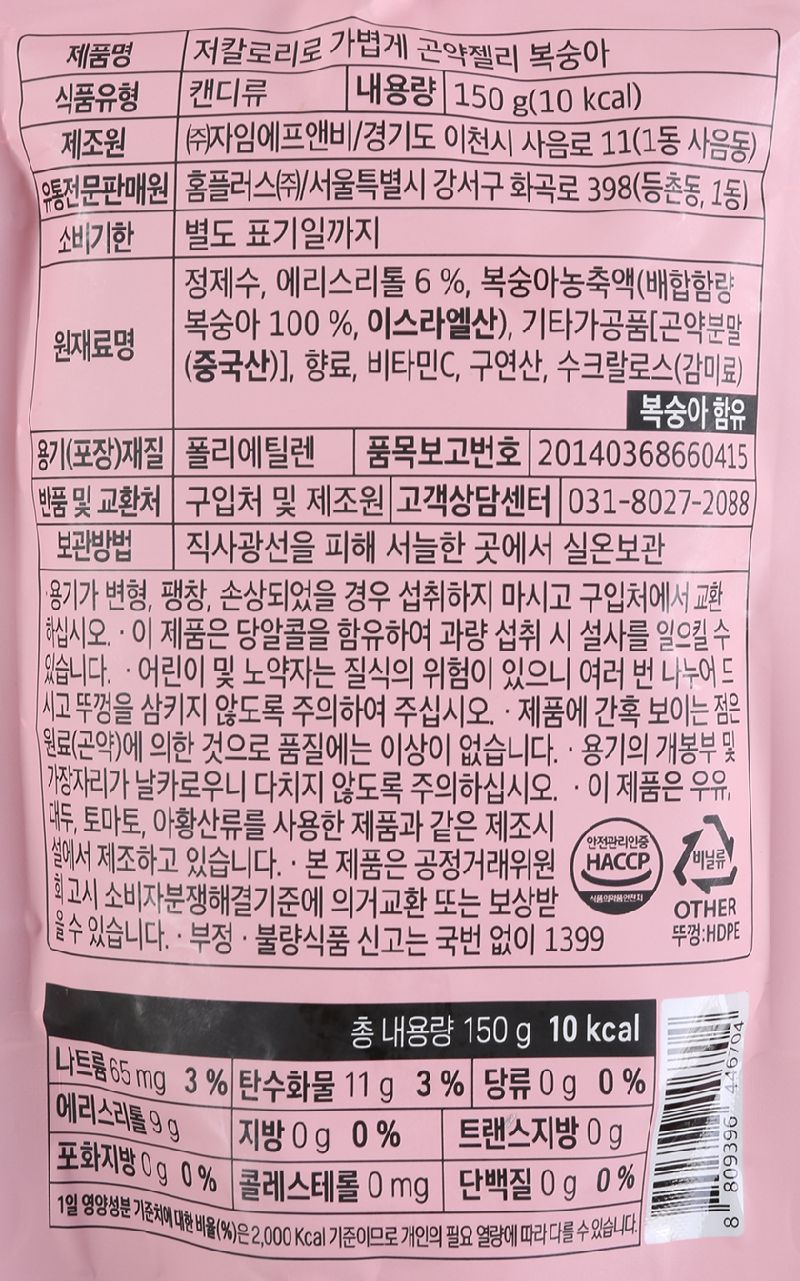 제품명 저칼로리로 가볍게 곤약젤리 복숭아
식품유형 캔디류 내용량 150 g(10 kcal)
제조원 ㈜자임에프앤비/경기도 이천시 사음로 11(1동 사음동)
유통전문판매원 홈플러스㈜/서울특별시 강서구 화곡로 398(등촌동, 1동)
소비기한 별도 표기일까지
원재료명 정제수, 에리스리톨 6 %, 복숭아농축액(배합함량
복숭아 100 %, 이스라엘산), 기타가공품[곤약분말
(중국산)], 향료, 비타민C, 구연산, 수크랄로스(감미료)
복숭아 함유
용기(포장)재질 폴리에틸렌 품목보고번호 20140368660415
반품 및 교환처 구입처 및 제조원 고객상담센터 031-8027-2088
보관방법 직사광선을 피해 서늘한 곳에서 실온보관
·용기가 변형, 팽창, 손상되었을 경우 섭취하지 마시고 구입처에서 교환
하십시오. · 이 제품은 당알콜을 함유하여 과량 섭취 시 설사를 일으킬 수
있습니다. · 어린이 및 노약자는 질식의 위험이 있으니 여러 번 나누어 드
시고 뚜껑을 삼키지 않도록 주의하여 주십시오. · 제품에 간혹 보이는 점은
원료(곤약)에 의한 것으로 품질에는 이상이 없습니다. · 용기의 개봉부 및
가장자리가 날카로우니 다치지 않도록 주의하십시오. · 이 제품은 우유,
대두, 토마토, 아황산류를 사용한 제품과 같은 제조시
설에서 제조하고 있습니다. · 본 제품은 공정거래위원
회 고시 소비자분쟁해결기준에 의거교환 또는 보상받
을 수 있습니다. · 부정 · 불량식품 신고는 국번 없이 1399
안전관리인증
HACCP
식품의약품안전처
비닐류
OTHER
뚜껑:HDPE
총 내용량 150 g 10 kcal
나트륨 65 mg 3 % 탄수화물 11 g 3 % 당류 0 g 0 %
에리스리톨 9 g 지방 0 g 0 % 트랜스지방 0 g
포화지방 0 g 0 % 콜레스테롤 0 mg 단백질 0 g 0 %
1일 영양성분 기준치에 대한 비율(%)은 2,000 Kcal 기준이므로 개인의 필요 열량에 따라 다를 수 있습니다.
8 809396 446704